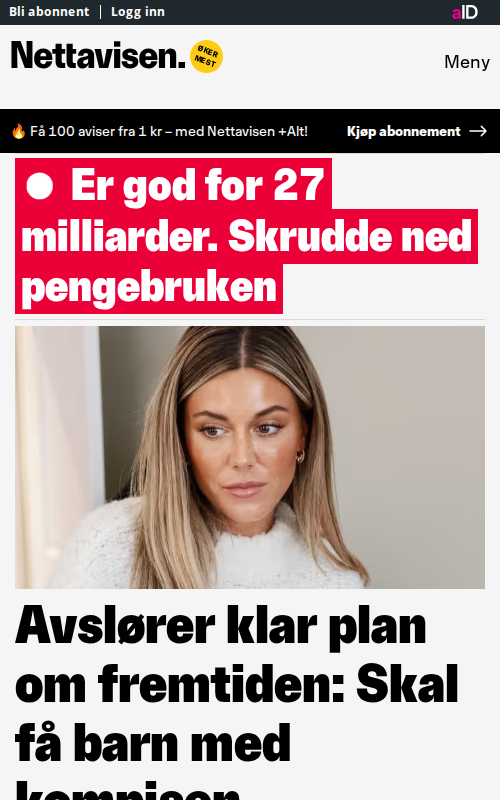 Bli abonnent | Logg inn
aID
Nettavisen.
ØKER
MEST
Meny
🔥 Få 100 aviser fra 1 kr – med Nettavisen +Alt!
Kjøp abonnement →
Er god for 27
milliarder. Skrudde ned
pengebruken
Avslører klar plan
om fremtiden: Skal
få barn med
kompisen